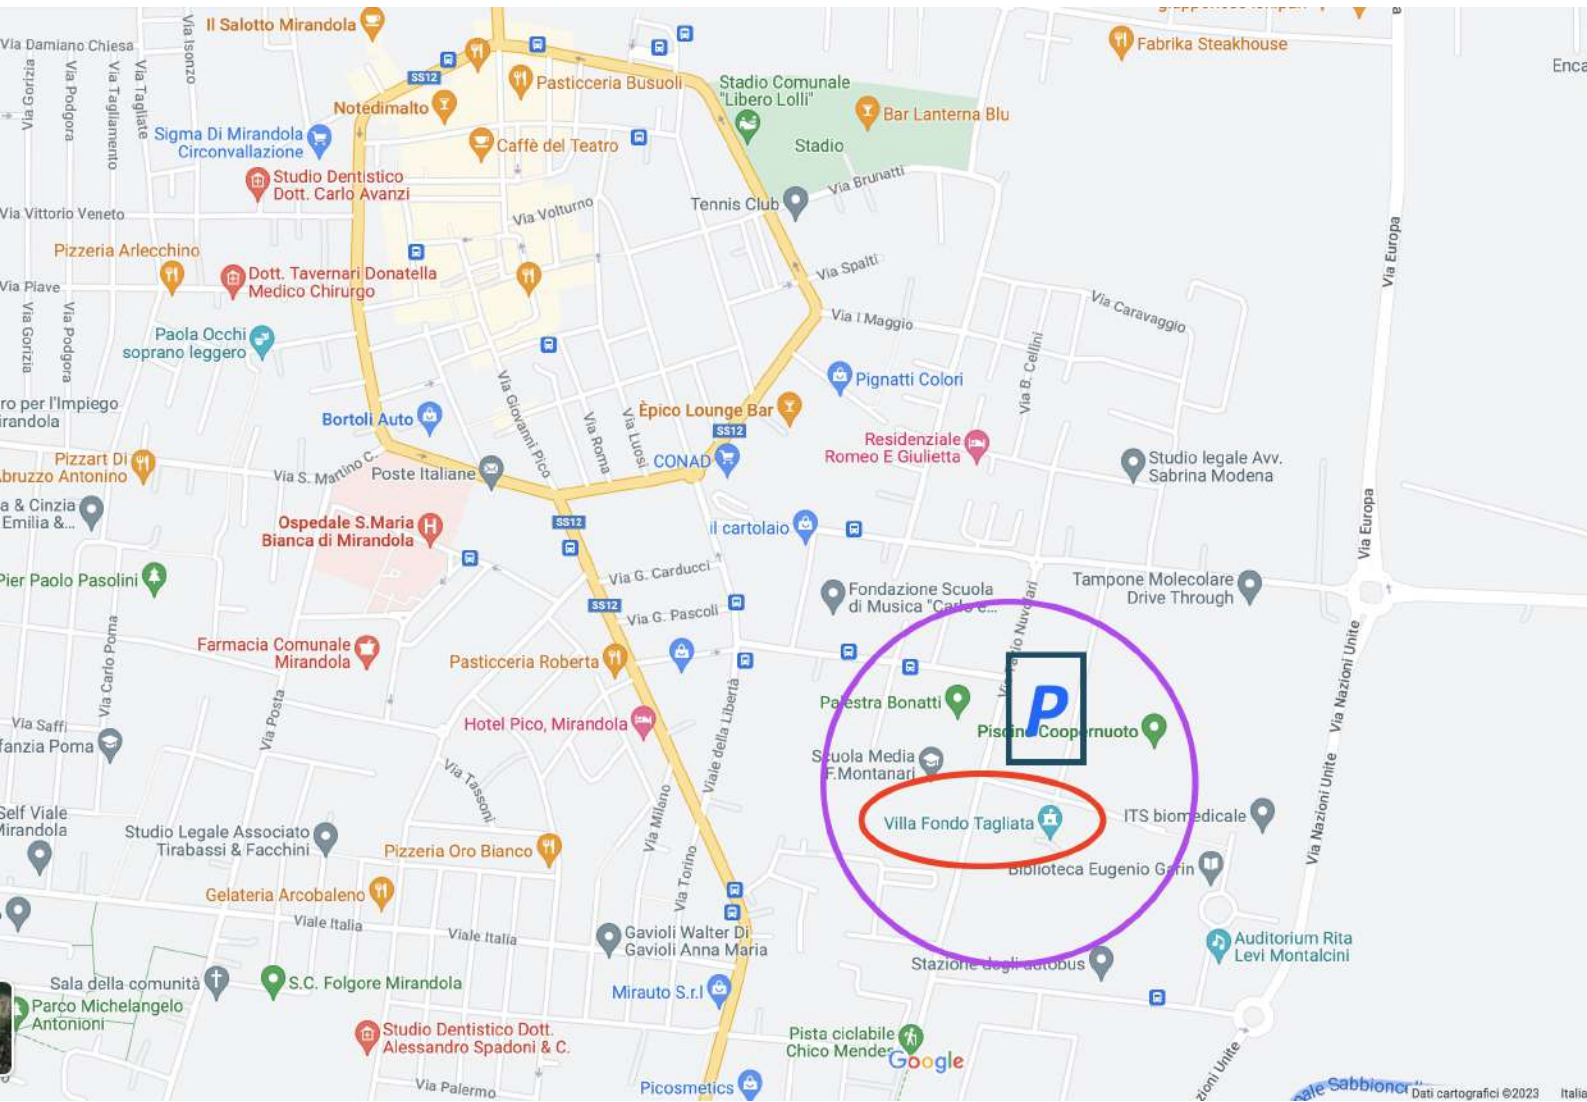 Il Salotto Mirandola
Fabrika Steakhouse
Via Damiano Chiesa
Via Isonzo
Via Gorizia
Via Podgora
Via Tagliamento
Via Tagliate
SS12
Pasticceria Busuoli
Stadio Comunale
"Libero Lolli"
Enca
Notedimalto
Bar Lanterna Blu
Sigma Di Mirandola
Circonvallazione
Caffè del Teatro
Stadio
Studio Dentistico
Dott. Carlo Avanzi
Via Brunatti
Tennis Club
Via Vittorio Veneto
Via Volturno
Via Europa
Pizzeria Arlecchino
Dott. Tavernari Donatella
Medico Chirurgo
Via Spalti
Via Piave
Via Caravaggio
Via Gorizia
Via Podgora
Via I Maggio
Paola Occhi
soprano leggero
Via B. Cellini
Pignatti Colori
ro per l'Impiego
irandola
Bortoli Auto
Via Giovanni Pico
Via Roma
Via Luosi
Èpico Lounge Bar
SS12
Residenziale
Romeo E Giulietta
Pizzart Di
Abruzzo Antonino
Via S. Martino C...
Poste Italiane
CONAD
Studio legale Avv.
Sabrina Modena
a & Cinzia
Emilia &...
Ospedale S.Maria
Bianca di Mirandola
SS12
il cartolaio
Via Europa
Pier Paolo Pasolini
Via G. Carducci
Fondazione Scuola
di Musica "Carlo e...
Tampone Molecolare
Drive Through
SS12
Via G. Pascoli
Via Carlo Poma
Farmacia Comunale
Mirandola
Pasticceria Roberta
Via Nazioni Unite
Via Nazioni Unite
Palestra Bonatti
P
Via Posta
Hotel Pico, Mirandola
Viale della Libertà
Piscine Coopernuoto
Via Saffi
fanzia Poma
Scuola Media
F.Montanari
Via Tassoni
Self Viale
Mirandola
Via Milano
Villa Fondo Tagliata
ITS biomedicale
Via Nazioni Unite
Studio Legale Associato
Tirabassi & Facchini
Pizzeria Oro Bianco
Via Torino
Biblioteca Eugenio Garin
Gelateria Arcobaleno
Viale Italia
Viale Italia
Gavioli Walter Di
Gavioli Anna Maria
Auditorium Rita
Levi Montalcini
Stazione degli autobus
Sala della comunità
S.C. Folgore Mirandola
Mirauto S.r.l
Parco Michelangelo
Antonioni
Studio Dentistico Dott.
Alessandro Spadoni & C.
Pista ciclabile
Chico Mendes
Google
Via Palermo
Picosmetics
zioni Unite
Dati cartografici ©2023
Italia